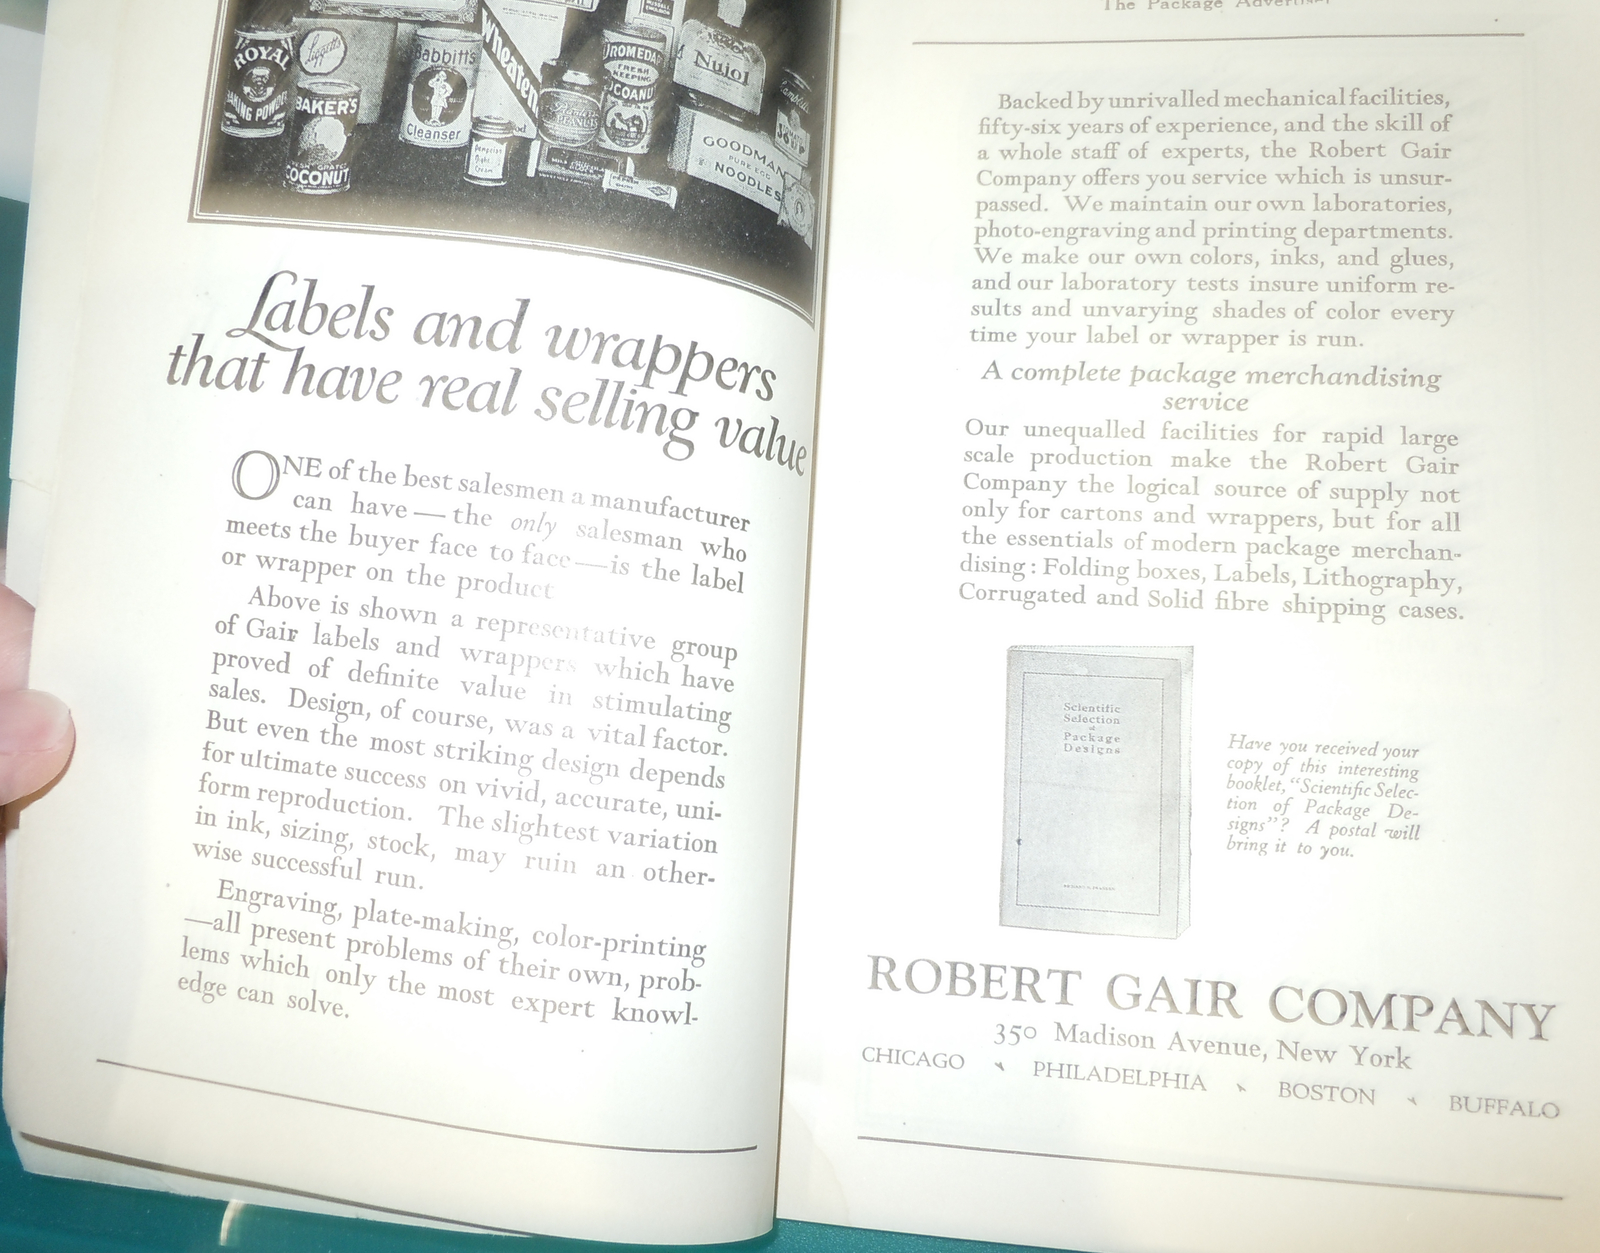 ROYAL
BAKING POWDER
Liggett's
BAKER'S
FRESH GRATED
COCONUT
Babbitt's
Cleanser
Wheatena
DROMEDA
FRESH
KEEPING
COCOANUT
Nujol
GOODMAN
PURE EGG
NOODLES
Campbell's
SOUP
Labels and wrappers
that have real selling value
ONE of the best salesmen a manufacturer
can have — the only salesman who
meets the buyer face to face — is the label
or wrapper on the product
Above is shown a representative group
of Gair labels and wrappers which have
proved of definite value in stimulating
sales. Design, of course, was a vital factor.
But even the most striking design depends
for ultimate success on vivid, accurate, uni-
form reproduction. The slightest variation
in ink, sizing, stock, may ruin an other-
wise successful run.
Engraving, plate-making, color-printing
—all present problems of their own, prob-
lems which only the most expert knowl-
edge can solve.
The Package Advertiser
Backed by unrivalled mechanical facilities,
fifty-six years of experience, and the skill of
a whole staff of experts, the Robert Gair
Company offers you service which is unsur-
passed. We maintain our own laboratories,
photo-engraving and printing departments.
We make our own colors, inks, and glues,
and our laboratory tests insure uniform re-
sults and unvarying shades of color every
time your label or wrapper is run.
A complete package merchandising
service
Our unequalled facilities for rapid large
scale production make the Robert Gair
Company the logical source of supply not
only for cartons and wrappers, but for all
the essentials of modern package merchan-
dising: Folding boxes, Labels, Lithography,
Corrugated and Solid fibre shipping cases.
Scientific
Selection
of
Package
Designs
Have you received your
copy of this interesting
booklet, “Scientific Selec-
tion of Package De-
signs”? A postal will
bring it to you.
ROBERT GAIR COMPANY
350 Madison Avenue, New York
CHICAGO PHILADELPHIA BOSTON BUFFALO